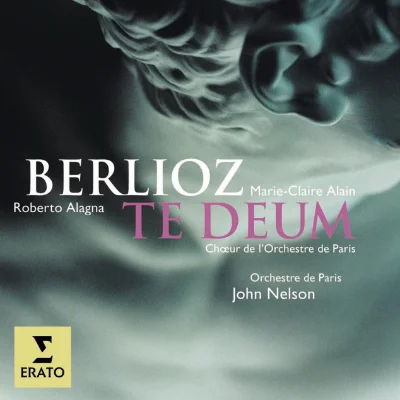 BERLIOZ
Marie-Claire Alain
Roberto Alagna
TE DEUM
Chœur de l'Orchestre de Paris
Orchestre de Paris
John Nelson
Σ
ERATO